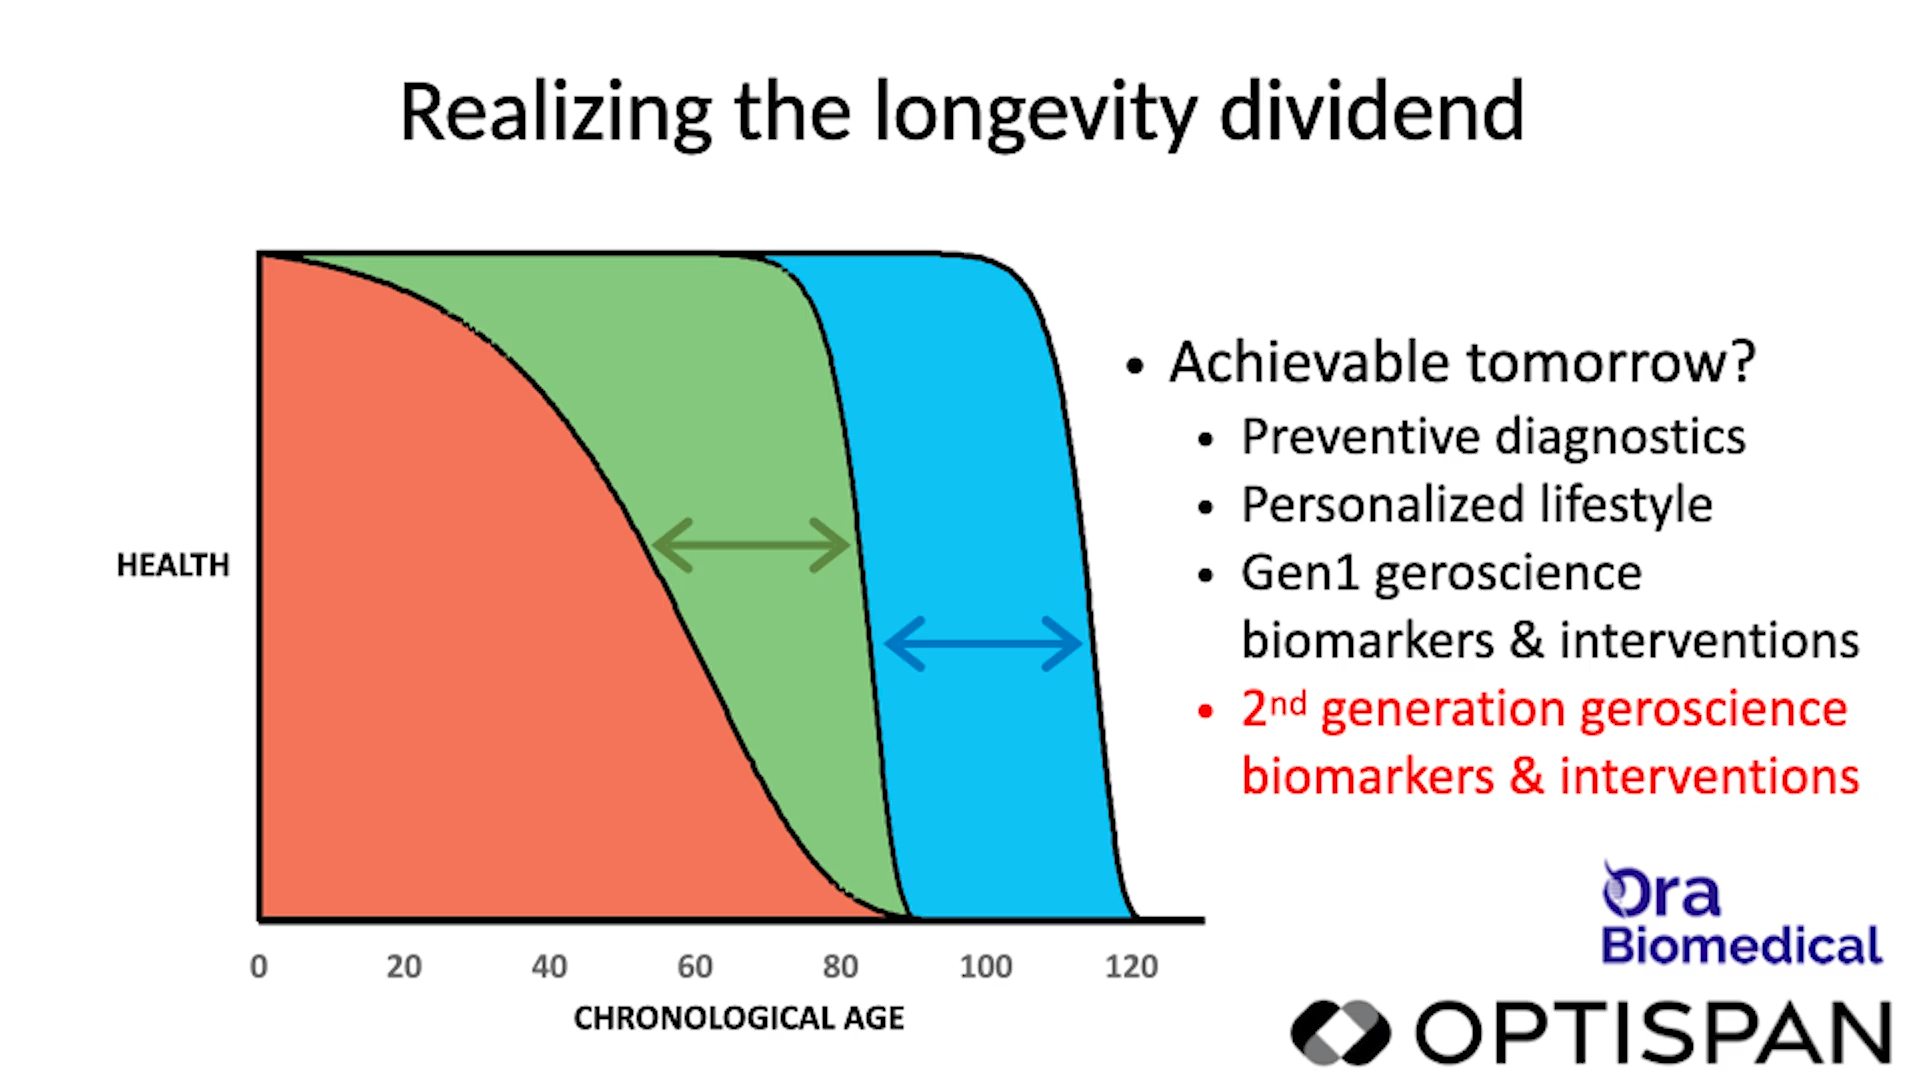 Realizing the longevity dividend
HEALTH
0 20 40 60 80 100 120
CHRONOLOGICAL AGE
• Achievable tomorrow?
• Preventive diagnostics
• Personalized lifestyle
• Gen1 geroscience
biomarkers & interventions
• 2nd generation geroscience
biomarkers & interventions
Ora
Biomedical
OPTISPAN